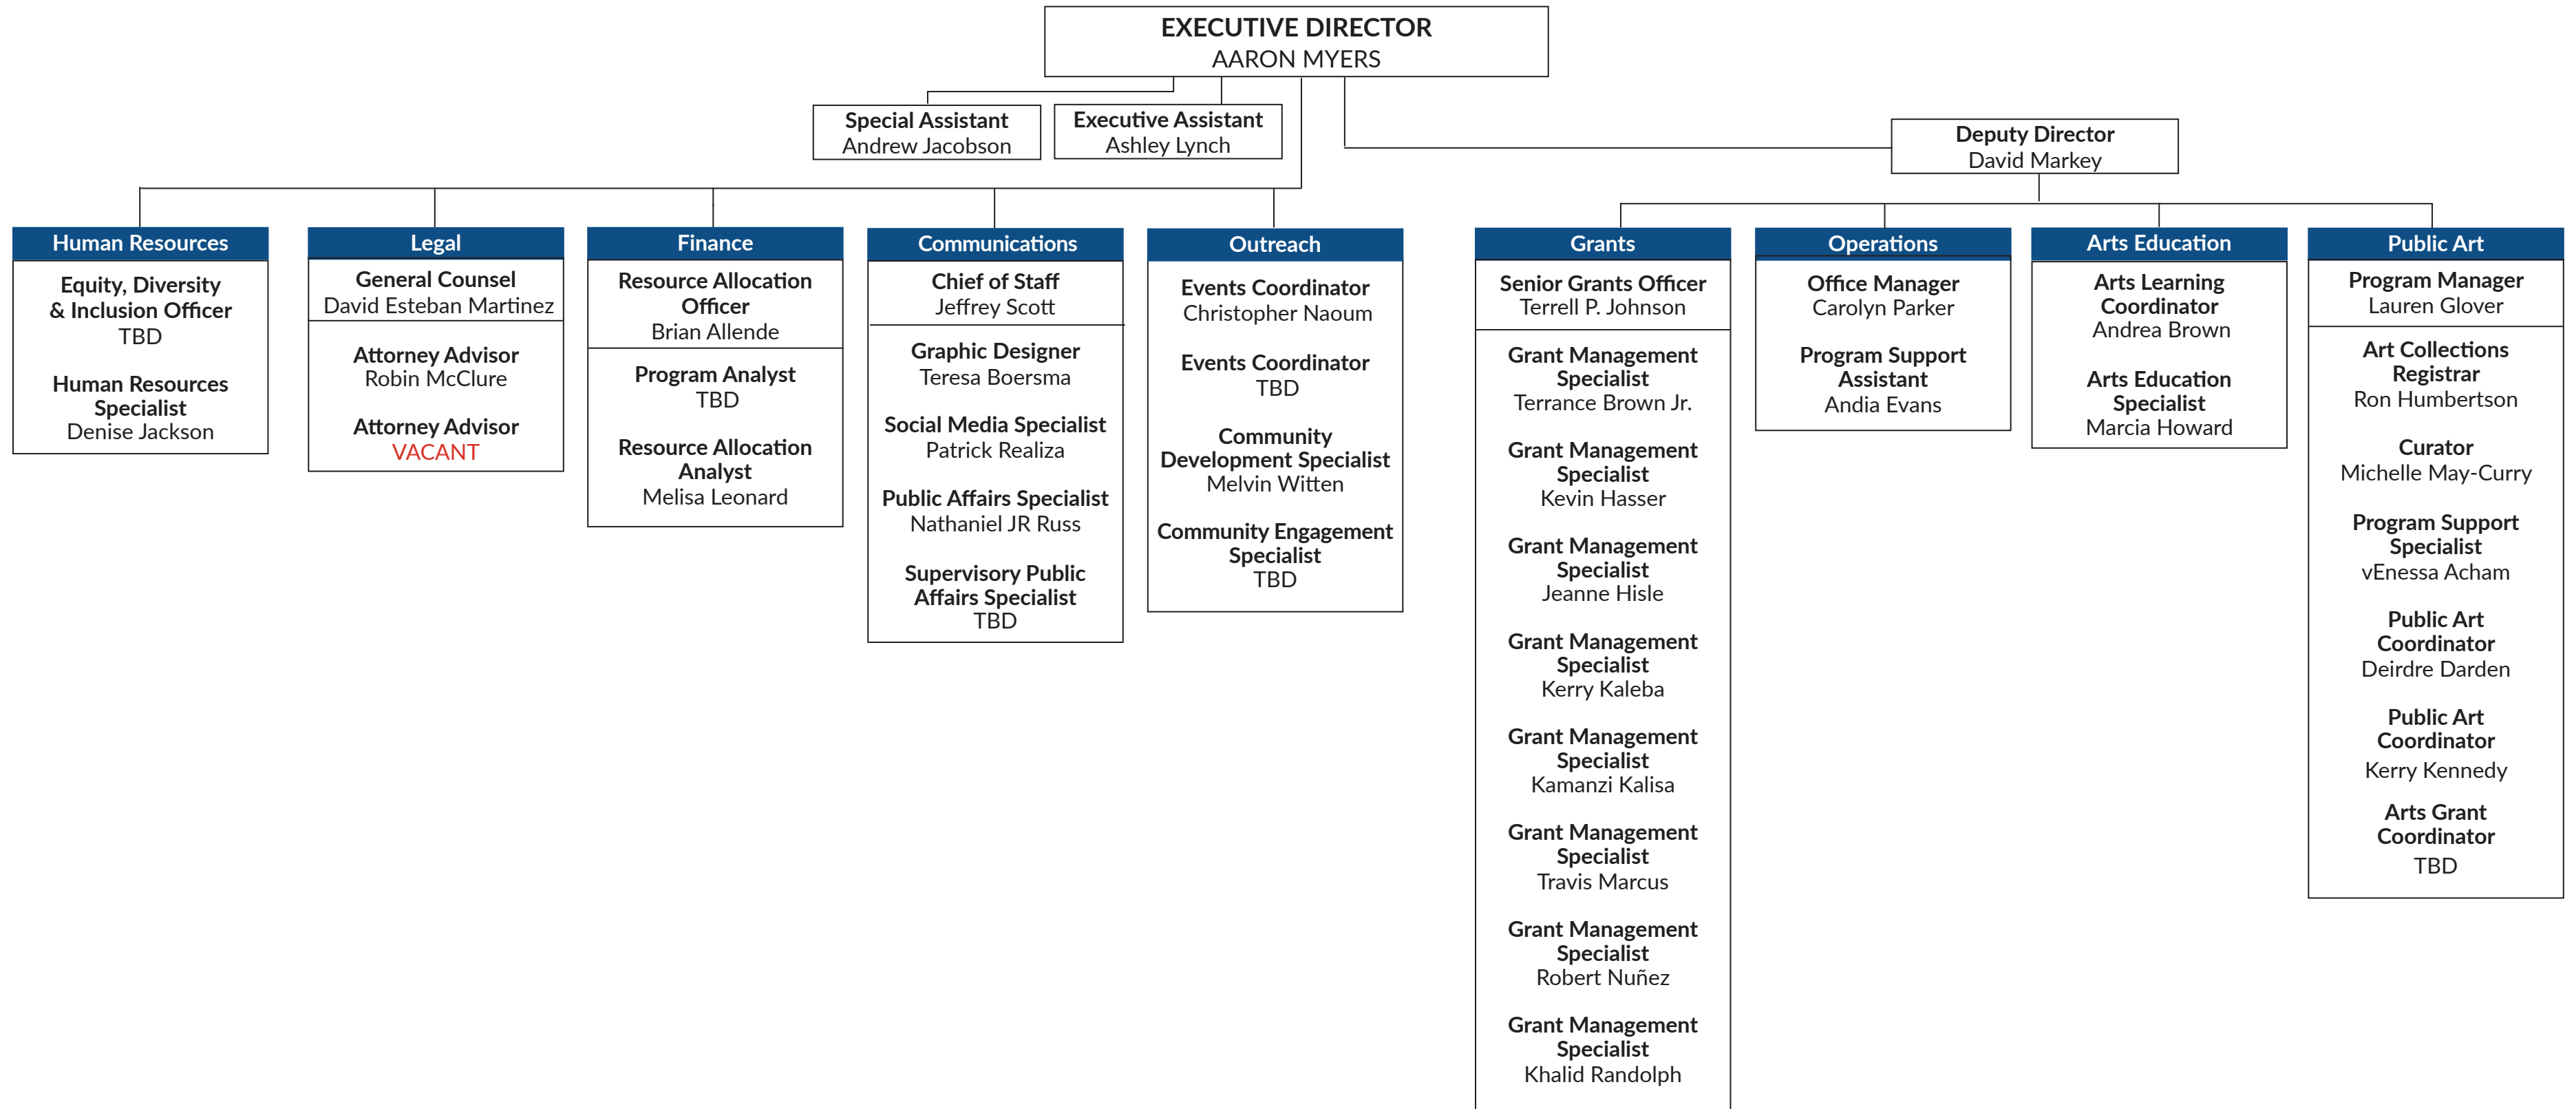 EXECUTIVE DIRECTOR
AARON MYERS
Special Assistant
Andrew Jacobson
Executive Assistant
Ashley Lynch
Deputy Director
David Markey
Human Resources
Equity, Diversity
& Inclusion Officer
TBD
Human Resources
Specialist
Denise Jackson
Legal
General Counsel
David Esteban Martinez
Attorney Advisor
Robin McClure
Attorney Advisor
VACANT
Finance
Resource Allocation
Officer
Brian Allende
Program Analyst
TBD
Resource Allocation
Analyst
Melisa Leonard
Communications
Chief of Staff
Jeffrey Scott
Graphic Designer
Teresa Boersma
Social Media Specialist
Patrick Realiza
Public Affairs Specialist
Nathaniel JR Russ
Supervisory Public
Affairs Specialist
TBD
Outreach
Events Coordinator
Christopher Naoum
Events Coordinator
TBD
Community
Development Specialist
Melvin Witten
Community Engagement
Specialist
TBD
Grants
Senior Grants Officer
Terrell P. Johnson
Grant Management
Specialist
Terrance Brown Jr.
Grant Management
Specialist
Kevin Hasser
Grant Management
Specialist
Jeanne Hisle
Grant Management
Specialist
Kerry Kaleba
Grant Management
Specialist
Kamanzi Kalisa
Grant Management
Specialist
Travis Marcus
Grant Management
Specialist
Robert Nuñez
Grant Management
Specialist
Khalid Randolph
Operations
Office Manager
Carolyn Parker
Program Support
Assistant
Andia Evans
Arts Education
Arts Learning
Coordinator
Andrea Brown
Arts Education
Specialist
Marcia Howard
Public Art
Program Manager
Lauren Glover
Art Collections
Registrar
Ron Humbertson
Curator
Michelle May-Curry
Program Support
Specialist
vEnessa Acham
Public Art
Coordinator
Deirdre Darden
Public Art
Coordinator
Kerry Kennedy
Arts Grant
Coordinator
TBD